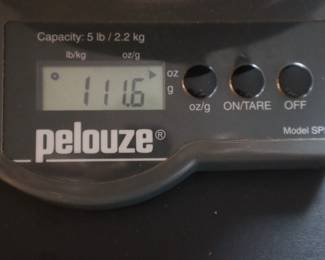 Capacity: 5 lb / 2.2 kg
lb/kg oz/g
111.6
oz
g
oz/g ON/TARE OFF
pelouze®
Model SP